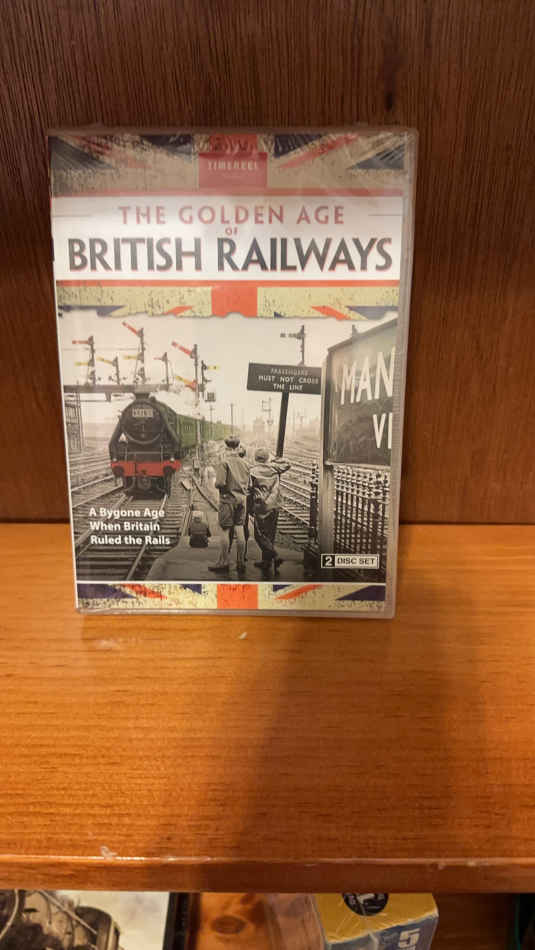 TIMEREEL
THE GOLDEN AGE
OF
BRITISH RAILWAYS
PASSENGERS
MUST NOT CROSS
THE LINE
MAN
VI
A Bygone Age
When Britain
Ruled the Rails
2 DISC SET
5